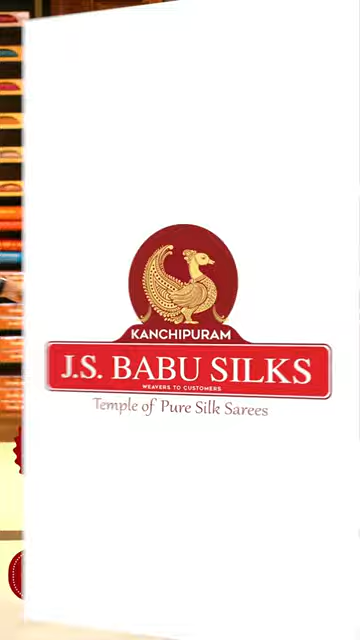 KANCHIPURAM
J.S. BABU SILKS
WEAVERS TO CUSTOMERS
Temple of Pure Silk Sarees